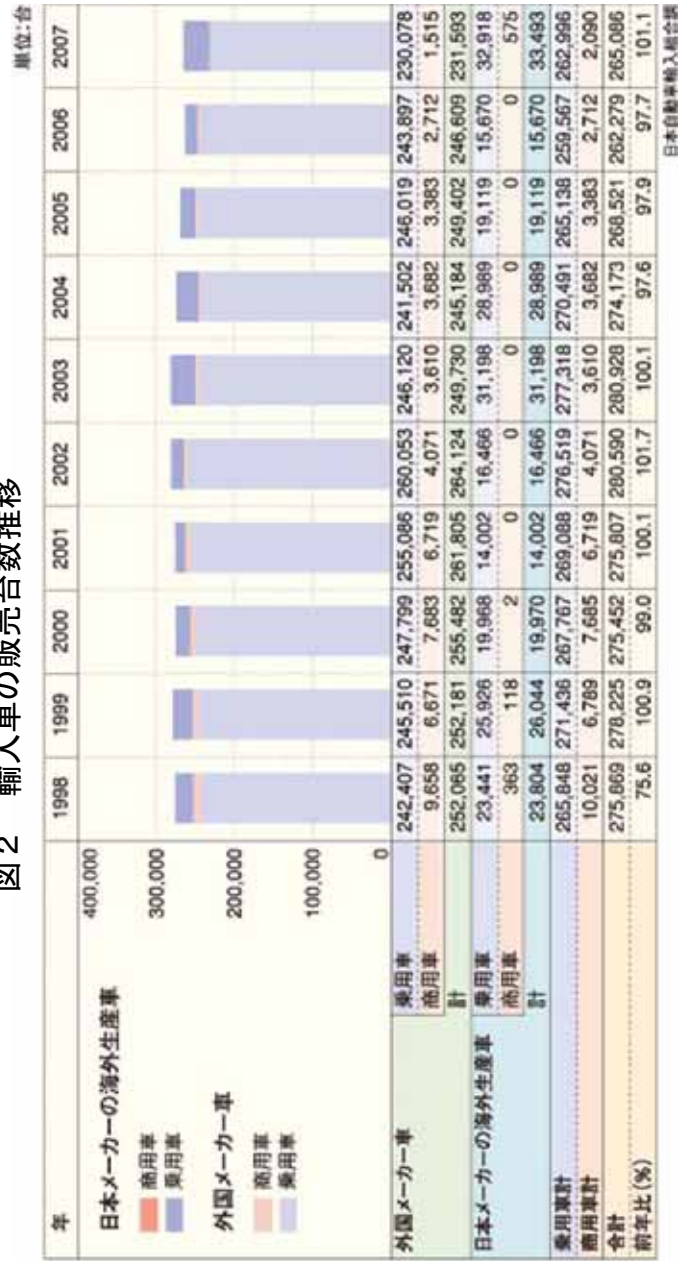 図2 輸入車の販売台数推移
単位:台
年 1998 1999 2000 2001 2002 2003 2004 2005 2006 2007
日本メーカーの海外生産車
商用車
乗用車
外国メーカー車
商用車
乗用車
400,000
300,000
200,000
100,000
0
外国メーカー車
乗用車 242,407 245,510 247,799 255,086 260,053 246,120 241,502 246,019 243,897 230,078
商用車 9,658 6,671 7,683 6,719 4,071 3,610 3,682 3,383 2,712 1,515
計 252,065 252,181 255,482 261,805 264,124 249,730 245,184 249,402 246,609 231,593
日本メーカーの海外生産車
乗用車 23,441 25,926 19,968 14,002 16,466 31,198 28,989 19,119 15,670 32,918
商用車 363 118 2 0 0 0 0 0 0 575
計 23,804 26,044 19,970 14,002 16,466 31,198 28,989 19,119 15,670 33,493
乗用車計 265,848 271,436 267,767 269,088 276,519 277,318 270,491 265,138 259,567 262,996
商用車計 10,021 6,789 7,685 6,719 4,071 3,610 3,682 3,383 2,712 2,090
合計 275,869 278,225 275,452 275,807 280,590 280,928 274,173 268,521 262,279 265,086
前年比(%) 75.6 100.9 99.0 100.1 101.7 100.1 97.6 97.9 97.7 101.1
日本自動車輸入組合調